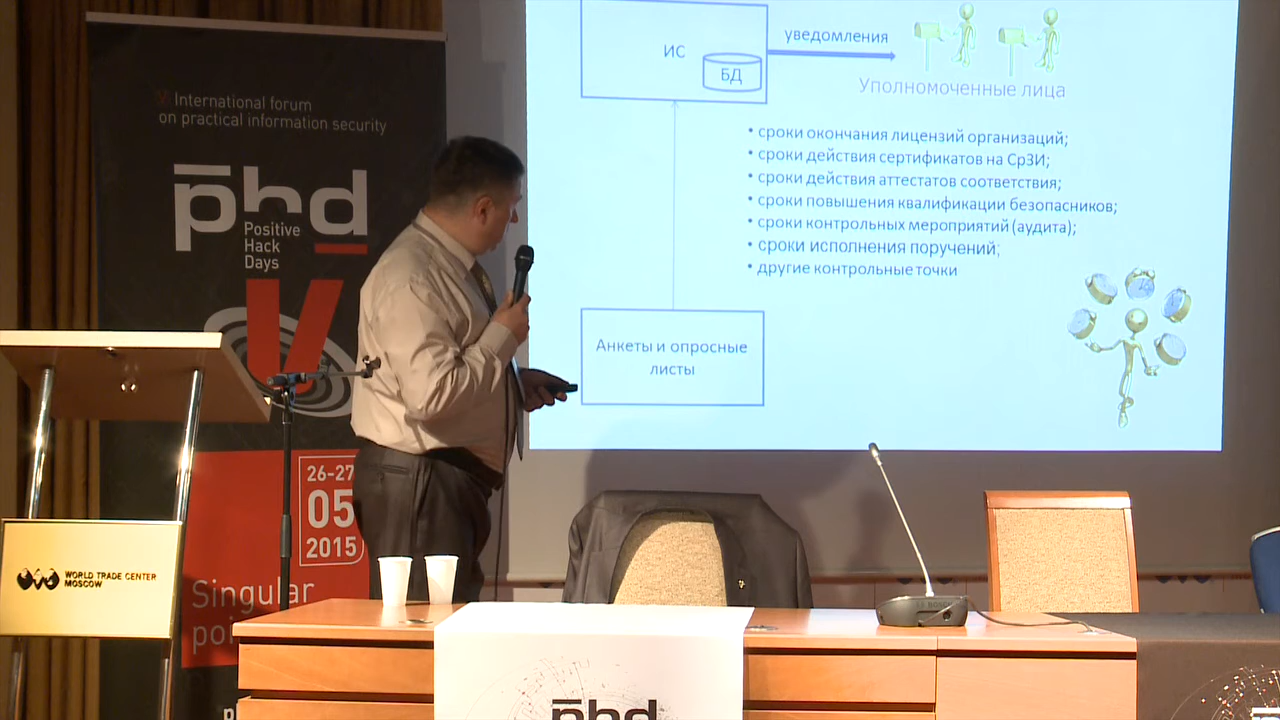 V International forum
on practical information security
phd
Positive
Hack
Days
V
26-27
05
2015
Singular
WORLD TRADE CENTER
MOSCOW
ИС
БД
уведомления
Уполномоченные лица
• сроки окончания лицензий организаций;
• сроки действия сертификатов на СрЗИ;
• сроки действия аттестатов соответствия;
• сроки повышения квалификации безопасников;
• сроки контрольных мероприятий (аудита);
• сроки исполнения поручений;
• другие контрольные точки
Анкеты и опросные
листы
BOSCH
phd